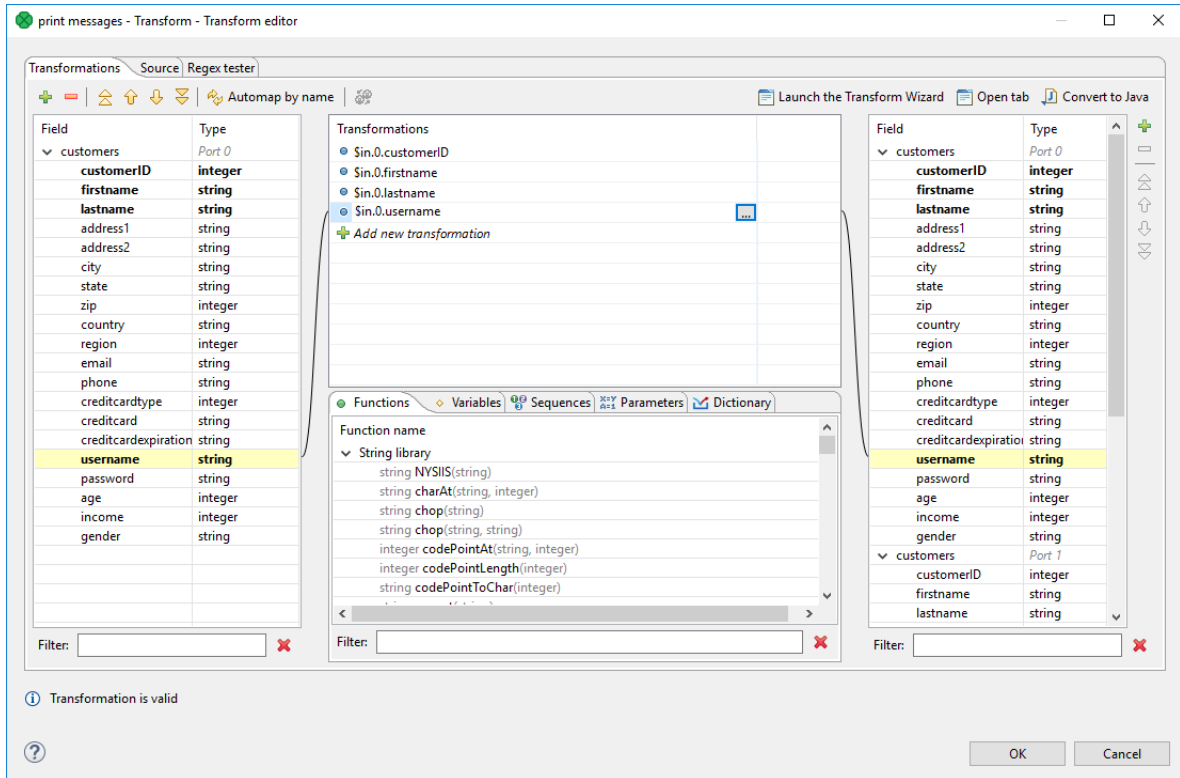 print messages - Transform - Transform editor
Transformations Source Regex tester
Automap by name Launch the Transform Wizard Open tab Convert to Java
Field Type
customers Port 0
customerID integer
firstname string
lastname string
address1 string
address2 string
city string
state string
zip integer
country string
region integer
email string
phone string
creditcardtype integer
creditcard string
creditcardexpiration string
username string
password string
age integer
income integer
gender string
Filter:
Transformations
$in.0.customerID
$in.0.firstname
$in.0.lastname
$in.0.username ...
Add new transformation
Functions Variables Sequences Parameters Dictionary
Function name
String library
string NYSIIS(string)
string charAt(string, integer)
string chop(string)
string chop(string, string)
integer codePointAt(string, integer)
integer codePointLength(integer)
string codePointToChar(integer)
Filter:
Field Type
customers Port 0
customerID integer
firstname string
lastname string
address1 string
address2 string
city string
state string
zip integer
country string
region integer
email string
phone string
creditcardtype integer
creditcard string
creditcardexpiration string
username string
password string
age integer
income integer
gender string
customers Port 1
customerID integer
firstname string
lastname string
Filter:
Transformation is valid
OK Cancel